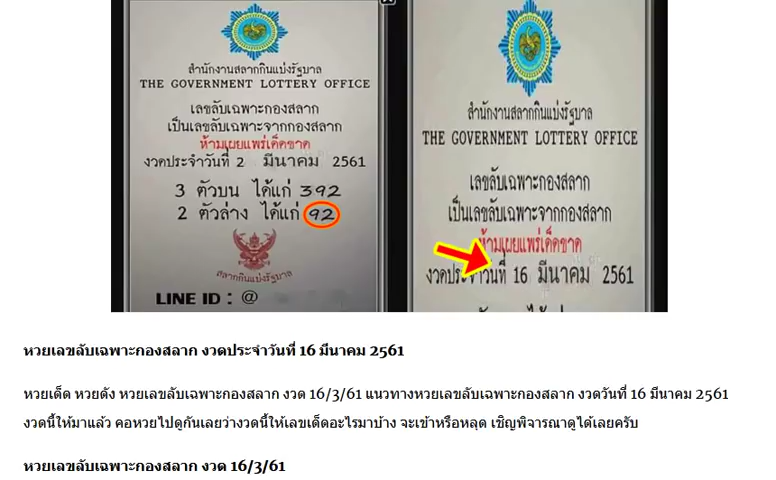 สำนักงานสลากกินแบ่งรัฐบาล
THE GOVERNMENT LOTTERY OFFICE
เลขลับเฉพาะกองสลาก
เป็นเลขลับเฉพาะจากกองสลาก
ห้ามเผยแพร่เด็ดขาด
งวดประจำวันที่ 2 มีนาคม 2561
3 ตัวบน ได้แก่ 392
2 ตัวล่าง ได้แก่ 92
สลากกินแบ่งรัฐบาล
LINE ID : @
สำนักงานสลากกินแบ่งรัฐบาล
THE GOVERNMENT LOTTERY OFFICE
เลขลับเฉพาะกองสลาก
เป็นเลขลับเฉพาะจากกองสลาก
ห้ามเผยแพร่เด็ดขาด
งวดประจำวันที่ 16 มีนาคม 2561
หวยเลขลับเฉพาะกองสลาก งวดประจำวันที่ 16 มีนาคม 2561
หวยเด็ด หวยดัง หวยเลขลับเฉพาะกองสลาก งวด 16/3/61 แนวทางหวยเลขลับเฉพาะกองสลาก งวดวันที่ 16 มีนาคม 2561
งวดนี้ให้มาแล้ว คอหวยไปดูกันเลยว่างวดนี้ให้เลขเด็ดอะไรมาบ้าง จะเข้าหรือหลุด เชิญพิจารณาดูได้เลยครับ
หวยเลขลับเฉพาะกองสลาก งวด 16/3/61